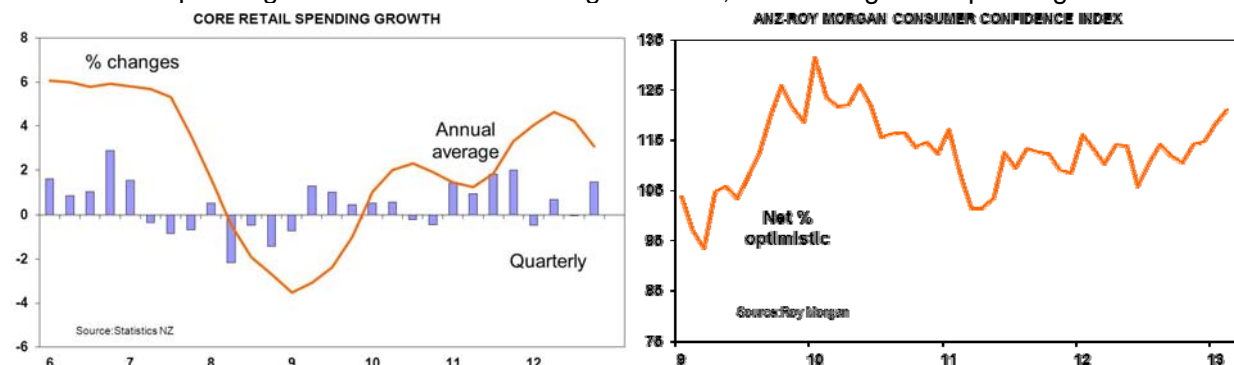 CORE RETAIL SPENDING GROWTH
8
% changes
6
4
Annual
average
2
0
-2
Quarterly
-4
Source:Statistics NZ
-6
6 7 8 9 10 11 12
ANZ-ROY MORGAN CONSUMER CONFIDENCE INDEX
135
125
115
105
Net %
optimistic
95
85
Source:Roy Morgan
75
9 10 11 12 13